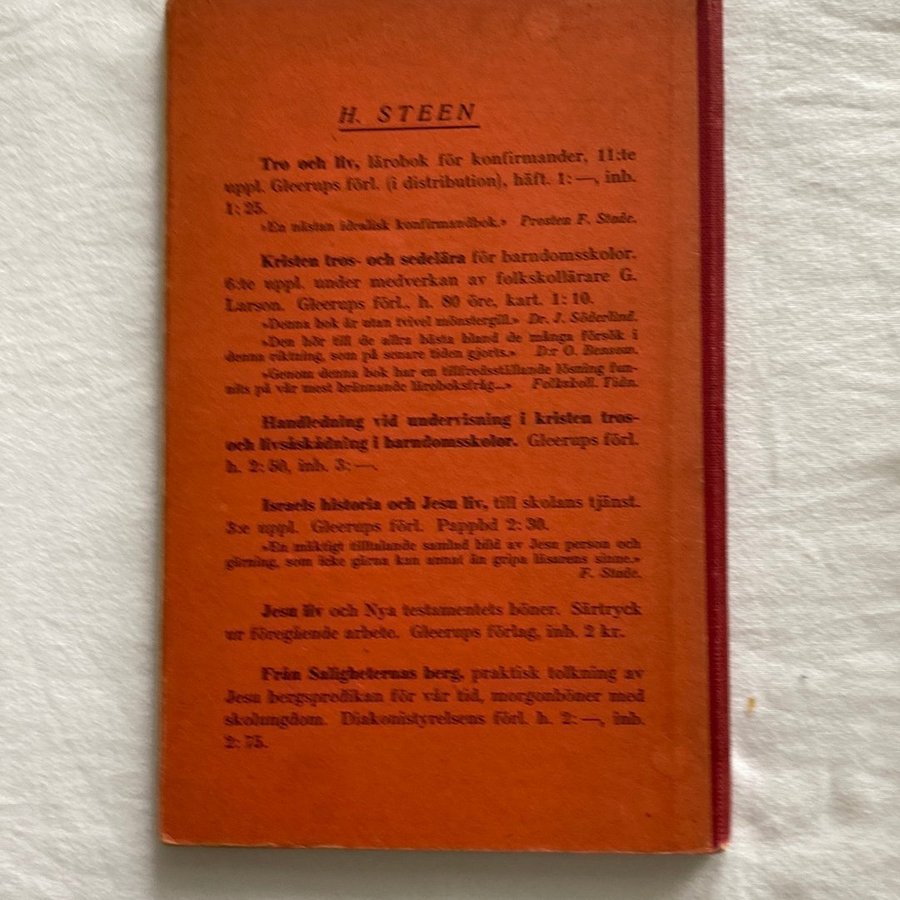 H. STEEN
Tro och liv, lärobok för konfirmander, 11:te
uppl. Gleerups förl. (i distribution), häft. 1: —, inb.
1: 25.
»En nästan idealisk konfirmandbok.» Prosten F. Stade.
Kristen tros- och sedelära för barndomsskolor.
6:te uppl. under medverkan av folkskollärare G.
Larson. Gleerups förl., h. 80 öre, kart. 1: 10.
»Denna bok är utan tvivel mönstergill.» Dr. J. Söderlind.
»Den hör till de allra bästa bland de många försök i
denna riktning, som på senare tiden gjorts.» D:r O. Bensow.
»Genom denna bok har en tillfredsställande lösning fun-
nits på vår mest brännande läroboksfråg...» Folkskoll. Tidn.
Handledning vid undervisning i kristen tros-
och livsåskådning i barndomsskolor. Gleerups förl.
h. 2: 50, inb. 3: —.
Israels historia och Jesu liv, till skolans tjänst.
3:e uppl. Gleerups förl. Pappbd 2: 30.
»En mäktigt tilltalande samlad bild av Jesu person och
gärning, som icke gärna kan annat än gripa läsarens sinne.»
F. Stade.
Jesu liv och Nya testamentets böner. Särtryck
ur föregående arbete. Gleerups förlag, inb. 2 kr.
Från Saligheternas berg, praktisk tolkning av
Jesu bergspredikan för vår tid, morgonböner med
skolungdom. Diakonistyrelsens förl. h. 2: —, inb.
2: 75.